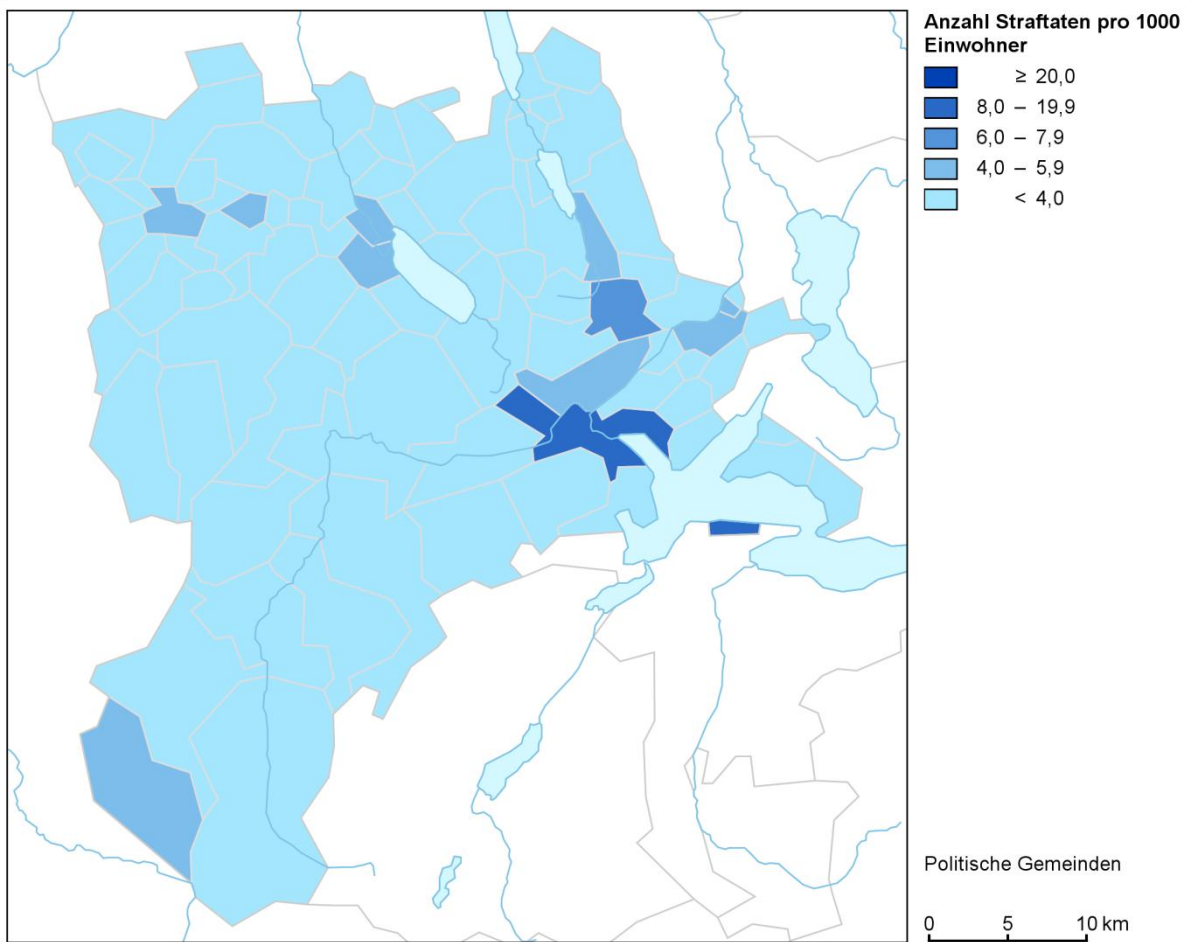 Anzahl Straftaten pro 1000
Einwohner
≥ 20,0
8,0 – 19,9
6,0 – 7,9
4,0 – 5,9
< 4,0
Politische Gemeinden
0 5 10 km